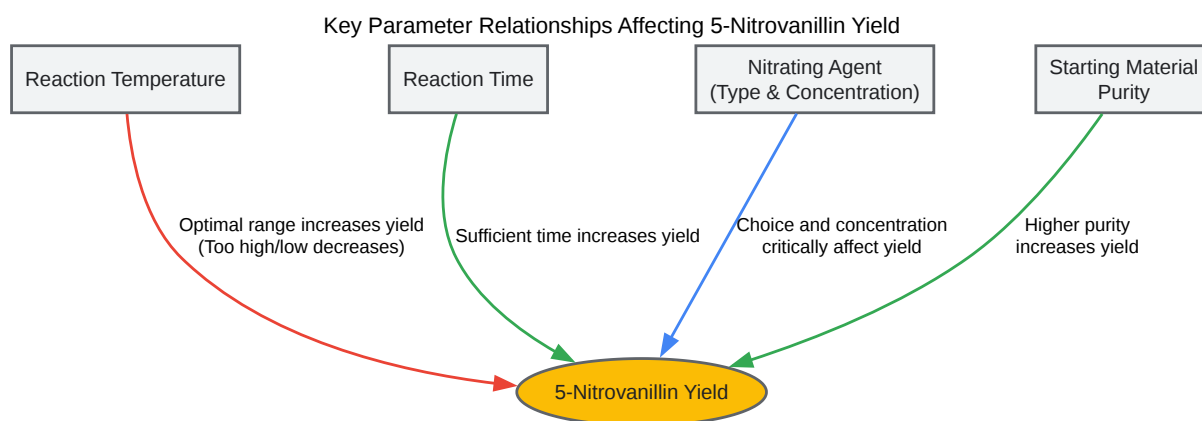 Key Parameter Relationships Affecting 5-Nitrovanillin Yield
Reaction Temperature
Reaction Time
Nitrating Agent
(Type & Concentration)
Starting Material
Purity
Optimal range increases yield
(Too high/low decreases)
Sufficient time increases yield
Choice and concentration
critically affect yield
Higher purity
increases yield
5-Nitrovanillin Yield